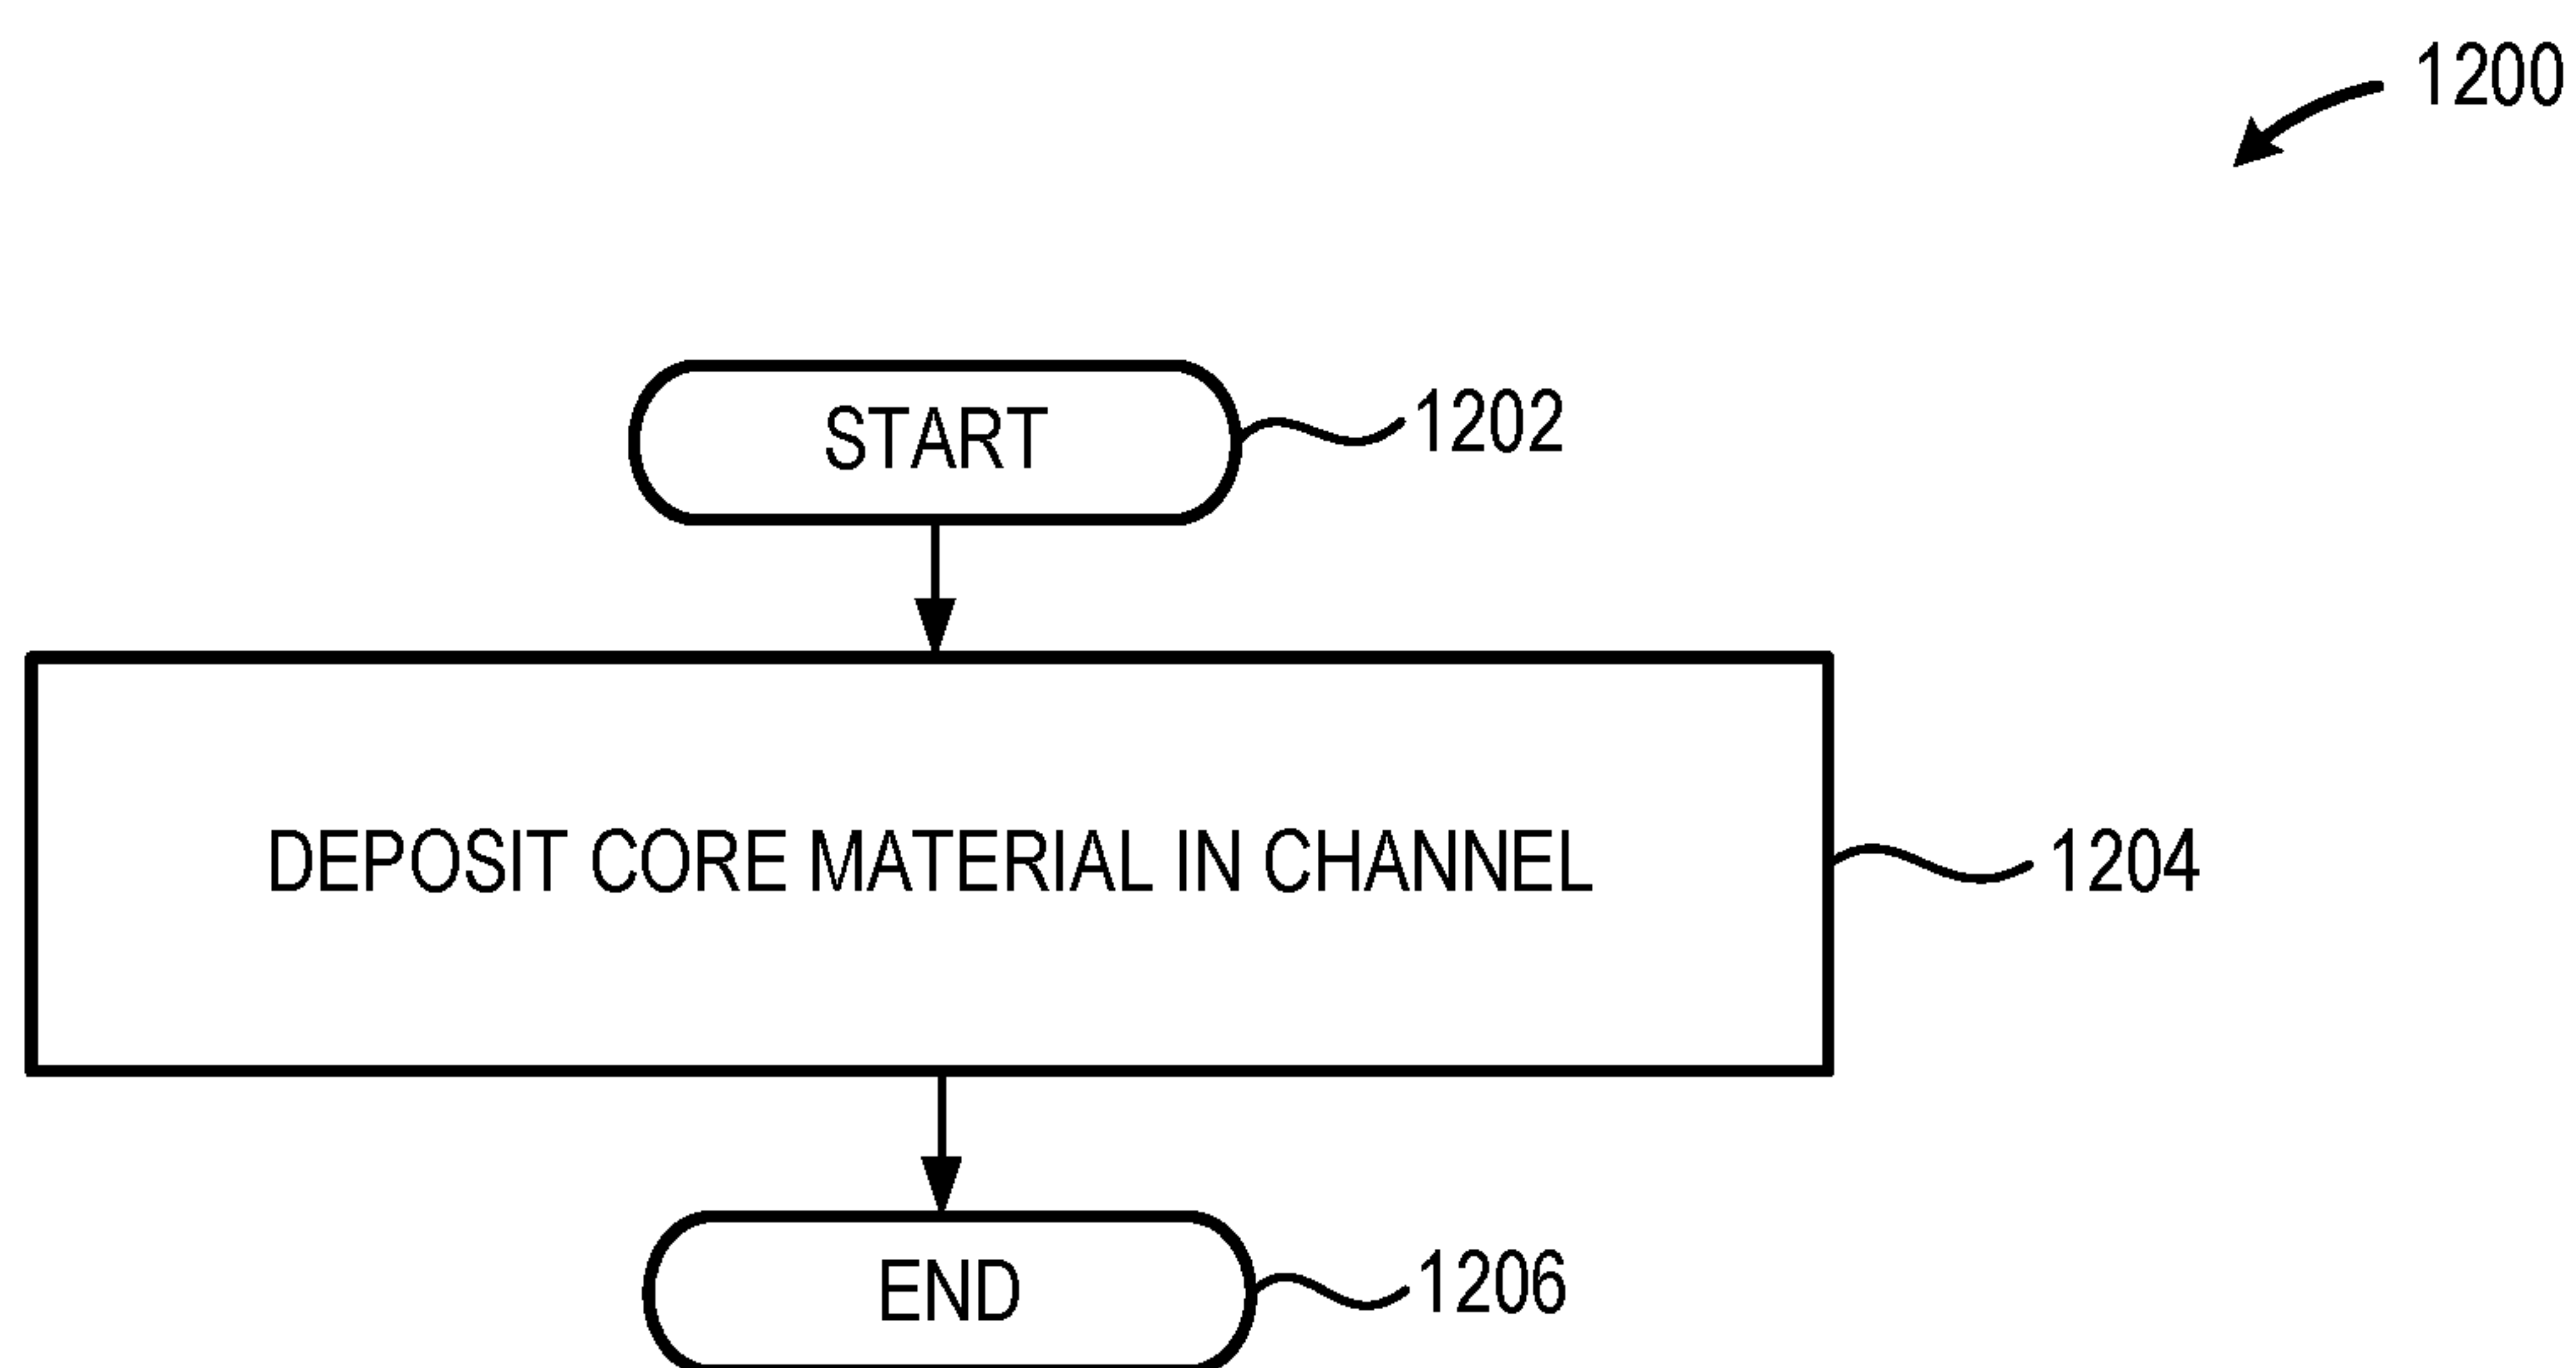 1200
START
1202
DEPOSIT CORE MATERIAL IN CHANNEL
1204
END
1206